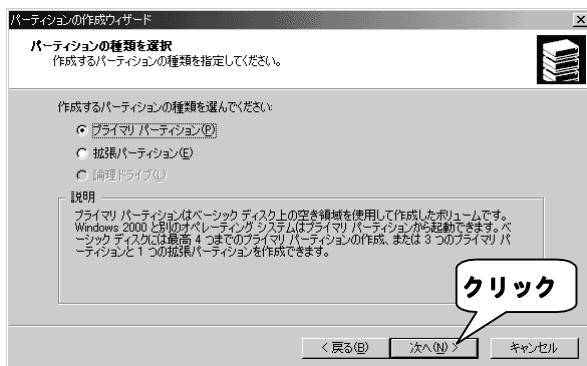 パーティションの作成ウィザード
パーティションの種類を選択
作成するパーティションの種類を指定してください。
作成するパーティションの種類を選んでください:
プライマリ パーティション(P)
拡張パーティション(E)
論理ドライブ(L)
説明
プライマリ パーティションはベーシック ディスク上の空き領域を使用して作成したボリュームです。
Windows 2000 と別のオペレーティング システムはプライマリ パーティションから起動できます。ベ
ーシック ディスクには最高 4 つまでのプライマリ パーティションの作成、または 3 つのプライマリ パ
ーティションと 1 つの拡張パーティションを作成できます。
クリック
< 戻る(B)
次へ(N) >
キャンセル